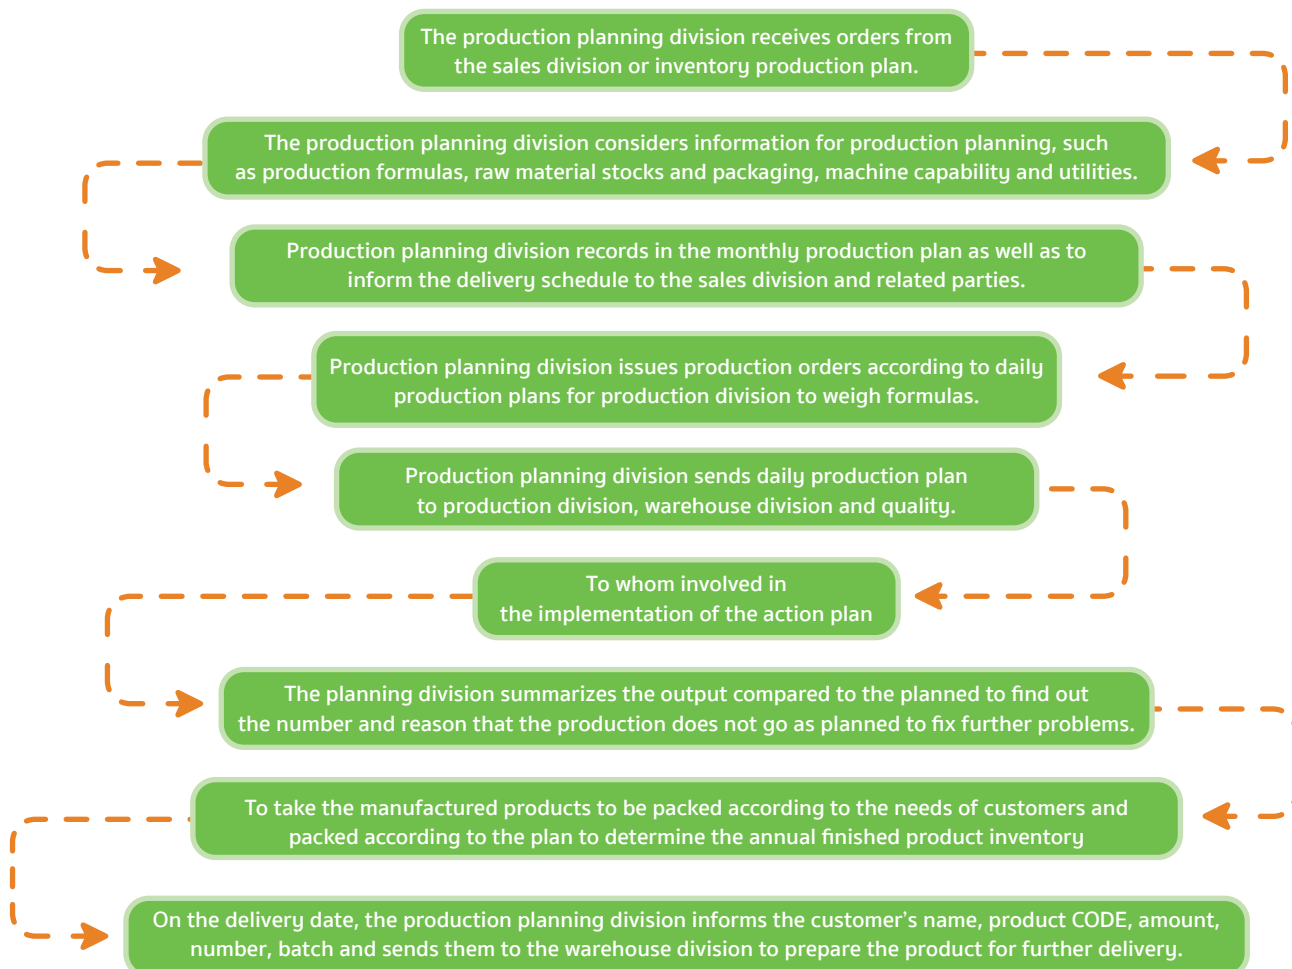 The production planning division receives orders from
the sales division or inventory production plan.
The production planning division considers information for production planning, such
as production formulas, raw material stocks and packaging, machine capability and utilities.
Production planning division records in the monthly production plan as well as to
inform the delivery schedule to the sales division and related parties.
Production planning division issues production orders according to daily
production plans for production division to weigh formulas.
Production planning division sends daily production plan
to production division, warehouse division and quality.
To whom involved in
the implementation of the action plan
The planning division summarizes the output compared to the planned to find out
the number and reason that the production does not go as planned to fix further problems.
To take the manufactured products to be packed according to the needs of customers and
packed according to the plan to determine the annual finished product inventory
On the delivery date, the production planning division informs the customer’s name, product CODE, amount,
number, batch and sends them to the warehouse division to prepare the product for further delivery.